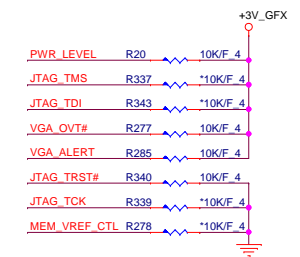 +3V_GFX
PWR_LEVEL R20 10K/F_4
JTAG_TMS R337 *10K/F_4
JTAG_TDI R343 *10K/F_4
VGA_OVT# R277 10K/F_4
VGA_ALERT R285 10K/F_4
JTAG_TRST# R340 10K/F_4
JTAG_TCK R339 *10K/F_4
MEM_VREF_CTL R278 *10K/F_4